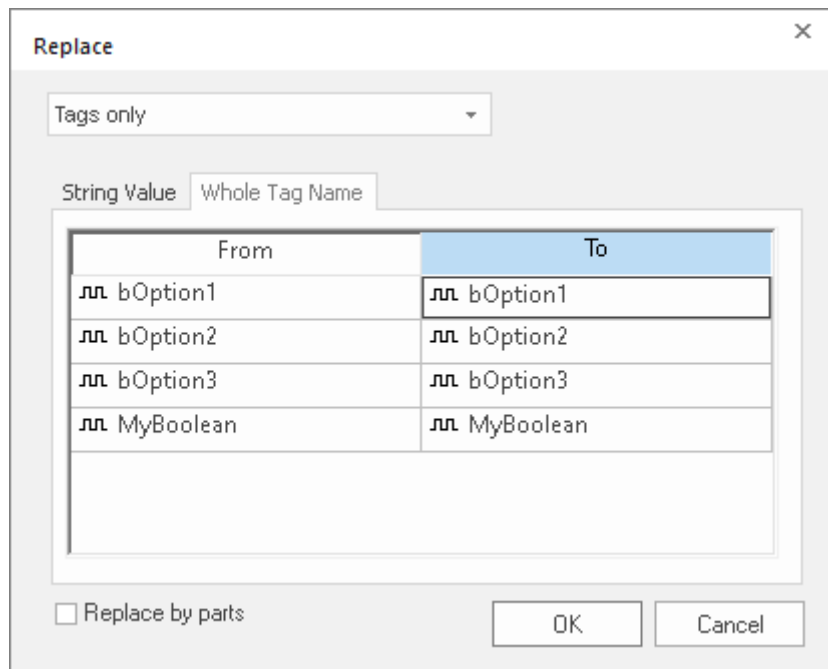 Replace
Tags only
String Value Whole Tag Name
From To
bOption1 bOption1
bOption2 bOption2
bOption3 bOption3
MyBoolean MyBoolean
Replace by parts OK Cancel